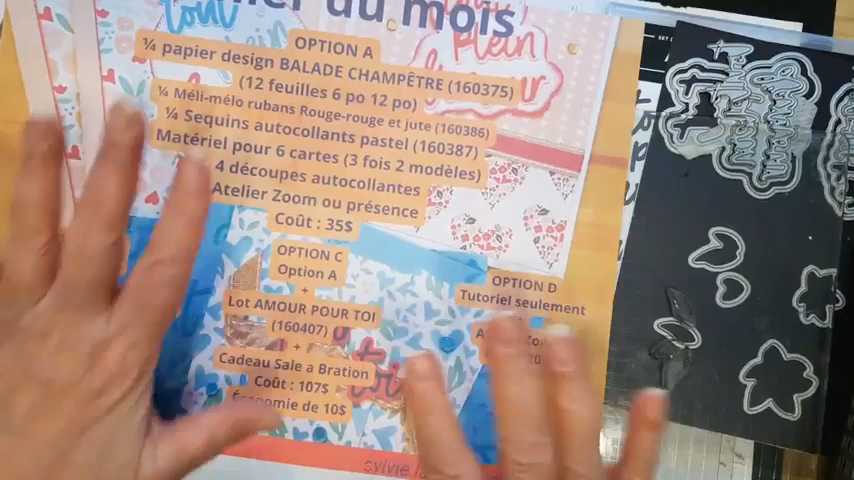 du mois
OPTION A
¼ papier design BALADE CHAMPÊTRE (160375)
(12 feuilles 6 po 12 po)
¼ Méli-mélo rubans Rouge-rouge et jute (160386)
¼ Sequins autocollants pastel (160387)
Matériel pour 6 cartes (3 fois 2 modèles)
4 découpes autocollantes
Atelier Zoom ou présence
Coût : 35$
OPTION C
Option A
+
Lot AMOUR POUR TOI
(160407)
+
Cadeau Sale a Bration
Coût : 107$
Économie de 10$
OPTION D
Tutoriel seulement
tout
plein
toi